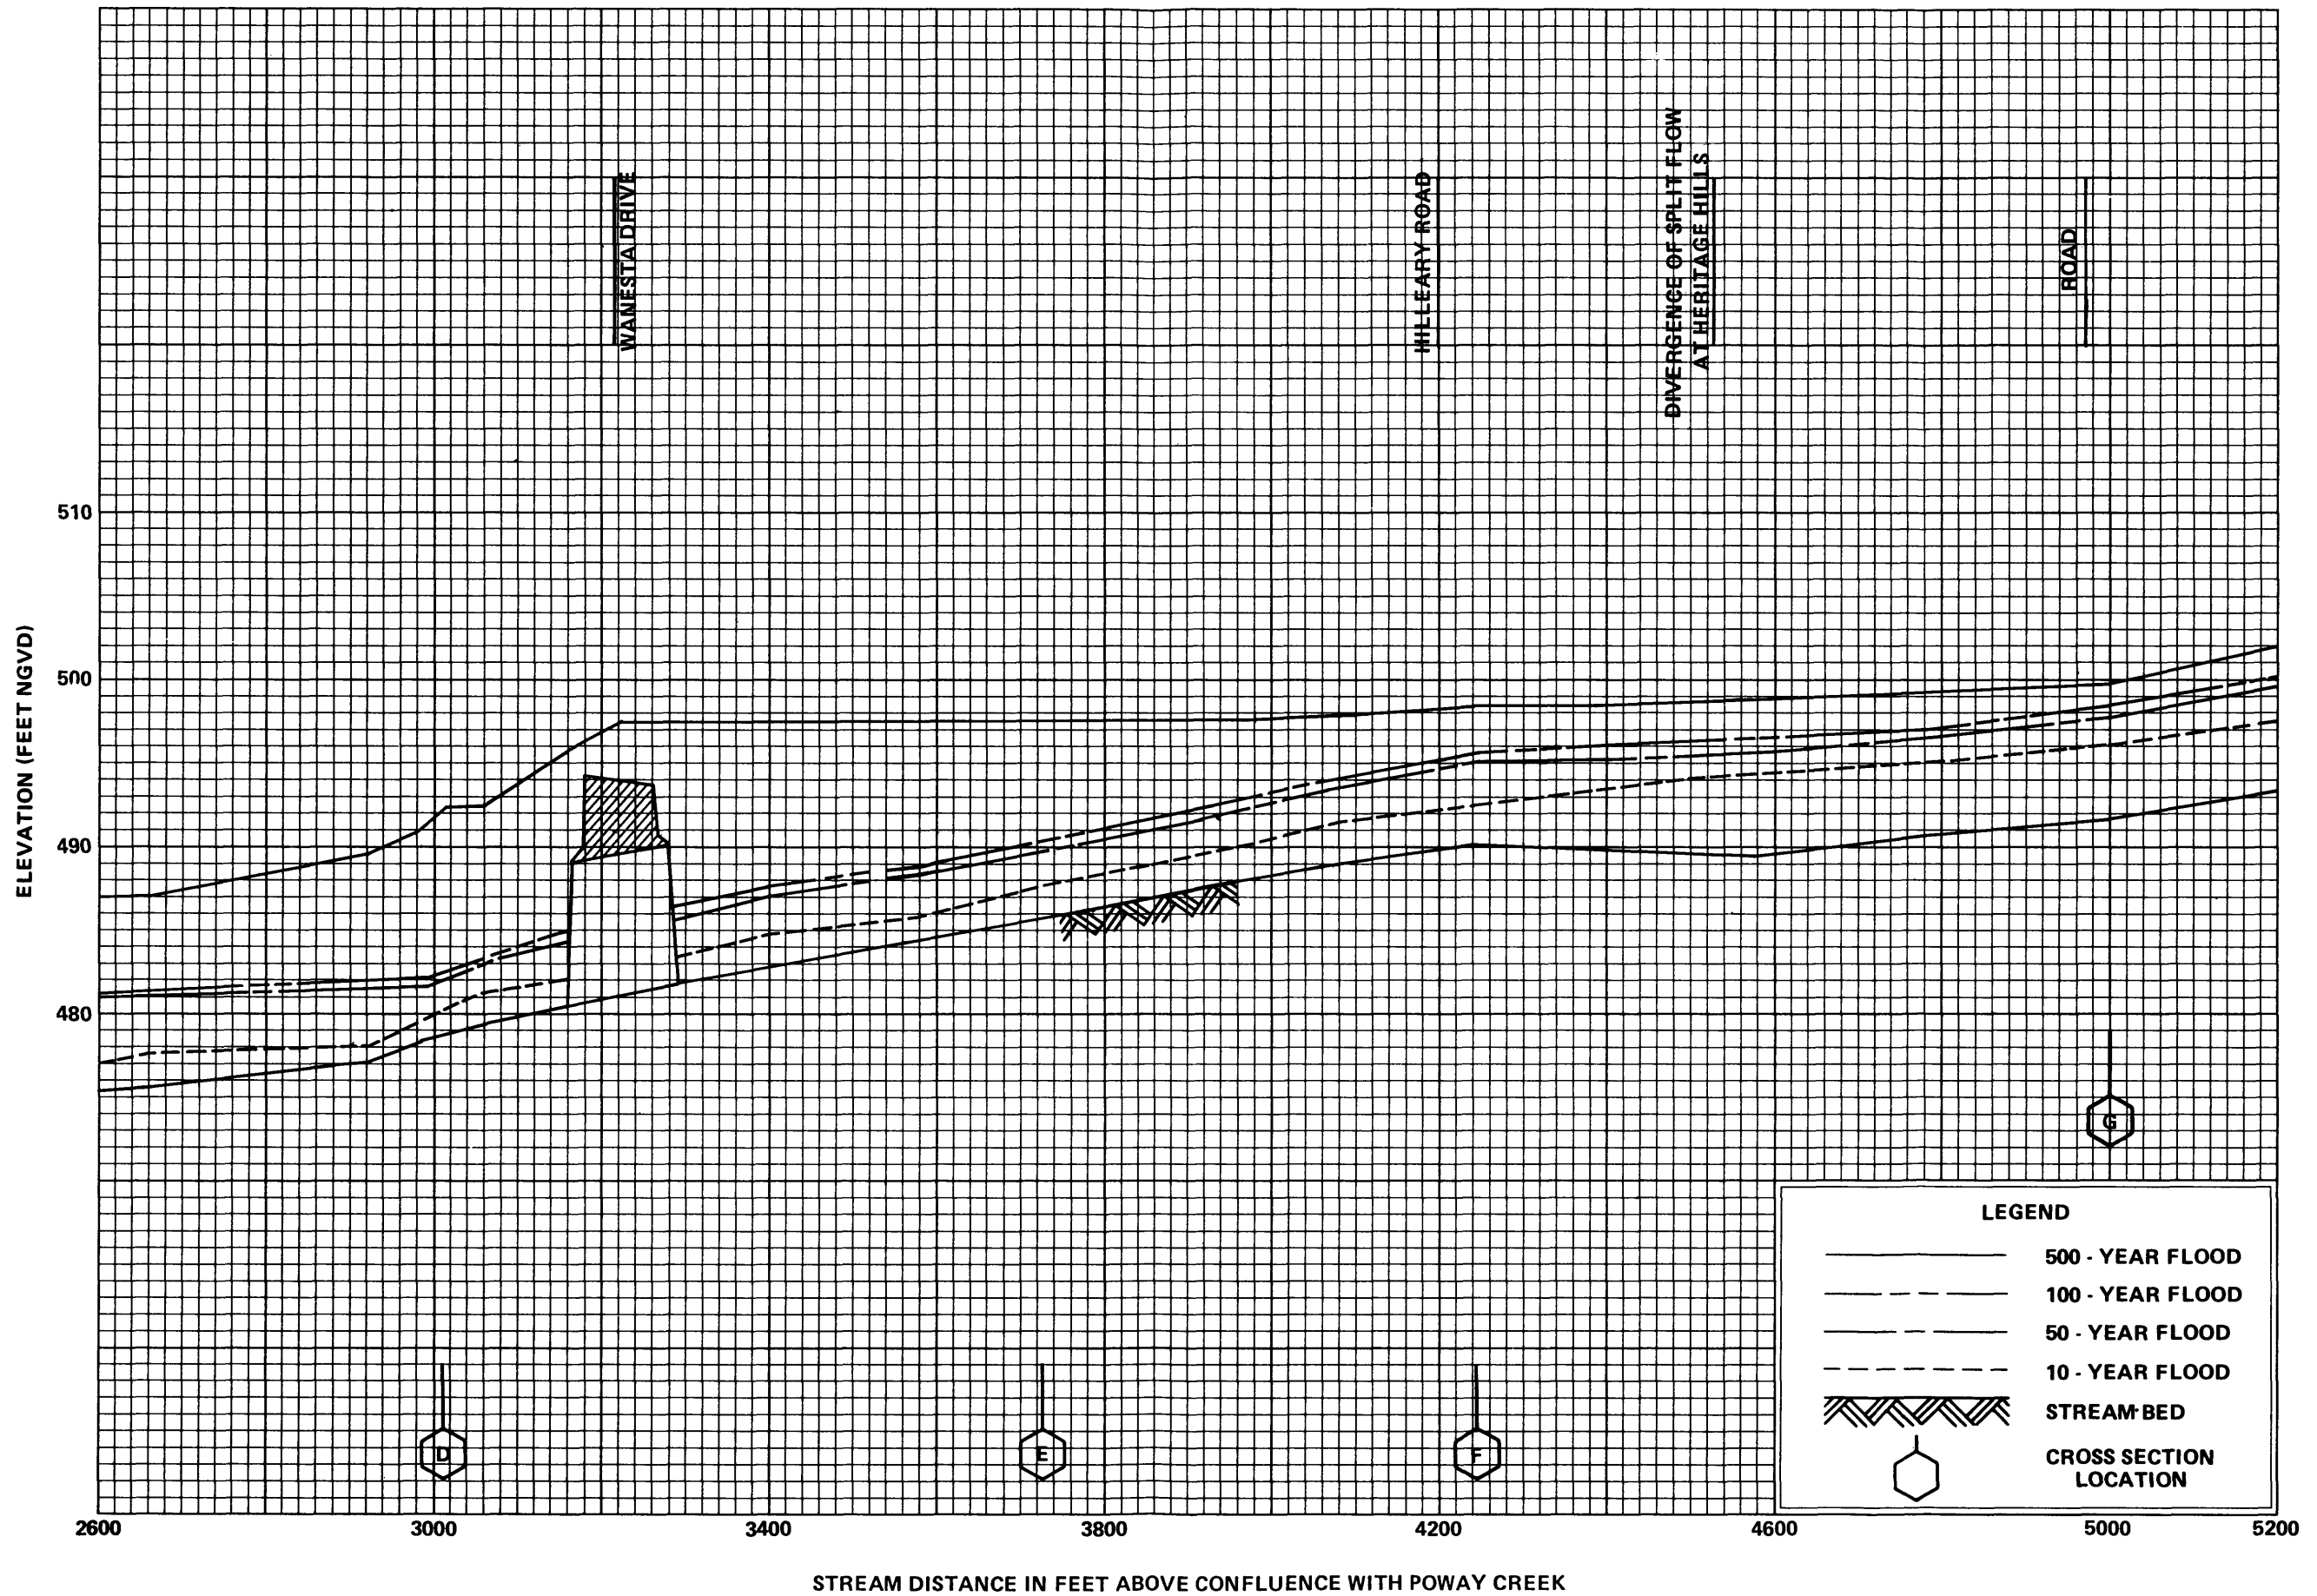 WANESTA DRIVE
HILLEARY ROAD
DIVERGENCE OF SPLIT FLOW
AT HERITAGE HILLS
ROAD
ELEVATION (FEET NGVD)
510
500
490
480
G
D
E
F
LEGEND
500 - YEAR FLOOD
100 - YEAR FLOOD
50 - YEAR FLOOD
10 - YEAR FLOOD
STREAM BED
CROSS SECTION
LOCATION
2600
3000
3400
3800
4200
4600
5000
5200
STREAM DISTANCE IN FEET ABOVE CONFLUENCE WITH POWAY CREEK